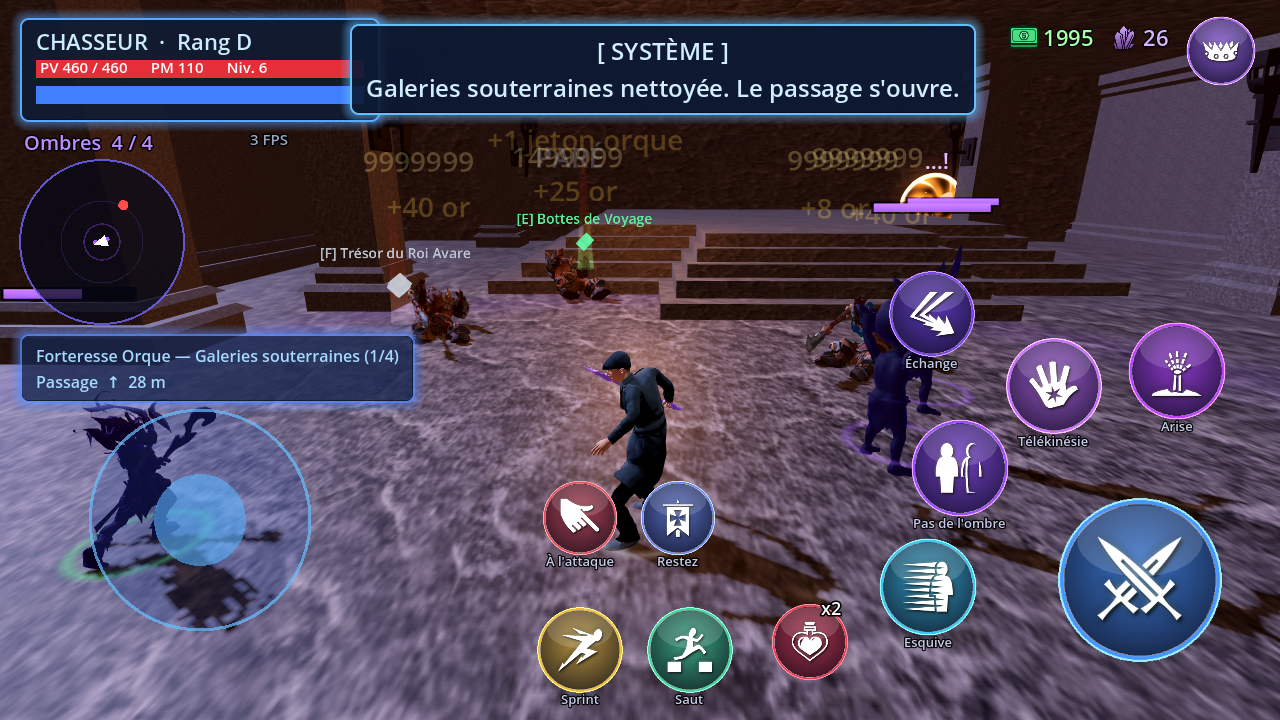 CHASSEUR · Rang D
PV 460 / 460 PM 110 Niv. 6
[ SYSTÈME ]
Galeries souterraines nettoyée. Le passage s'ouvre.
1995
26
Ombres 4 / 4
3 FPS
+1 jeton orque
9999999
PARÉ
...!
+25 or
+40 or
+8 or
+40 or
[E] Bottes de Voyage
[F] Trésor du Roi Avare
Forteresse Orque — Galeries souterraines (1/4)
Passage ↑ 28 m
Échange
Télékinésie
Arise
Pas de l'ombre
À l'attaque
Restez
x2
Esquive
Sprint
Saut